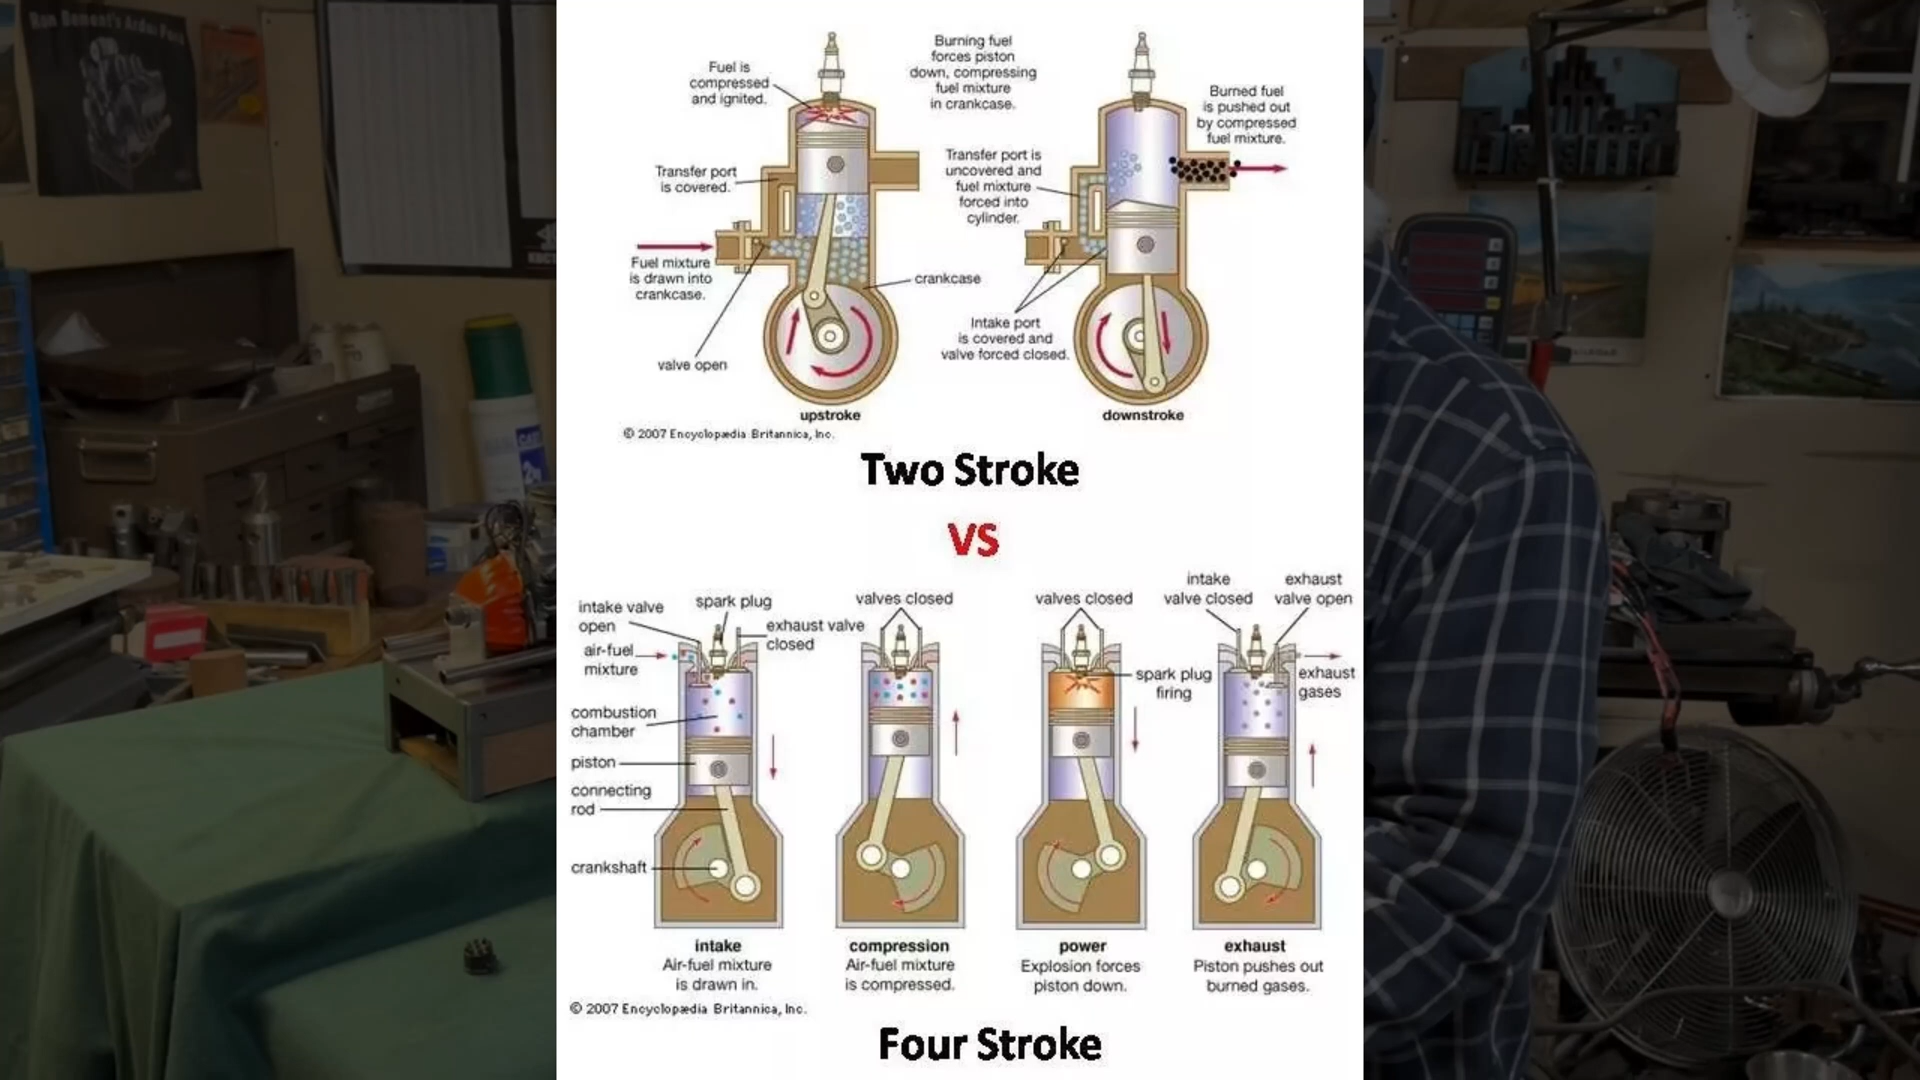 Ron Bement's Arden Pack
Fuel is
compressed
and ignited.
Burning fuel
forces piston
down, compressing
fuel mixture
in crankcase.
Burned fuel
is pushed out
by compressed
fuel mixture.
Transfer port
is covered.
Transfer port is
uncovered and
fuel mixture
forced into
cylinder.
Fuel mixture
is drawn into
crankcase.
crankcase
valve open
Intake port
is covered and
valve forced closed.
upstroke
downstroke
© 2007 Encyclopædia Britannica, Inc.
Two Stroke
VS
intake valve
open
spark plug
exhaust valve
closed
air-fuel
mixture
combustion
chamber
piston
connecting
rod
crankshaft
valves closed
valves closed
spark plug
firing
intake
valve closed
exhaust
valve open
exhaust
gases
intake
Air-fuel mixture
is drawn in.
compression
Air-fuel mixture
is compressed.
power
Explosion forces
piston down.
exhaust
Piston pushes out
burned gases.
© 2007 Encyclopædia Britannica, Inc.
Four Stroke